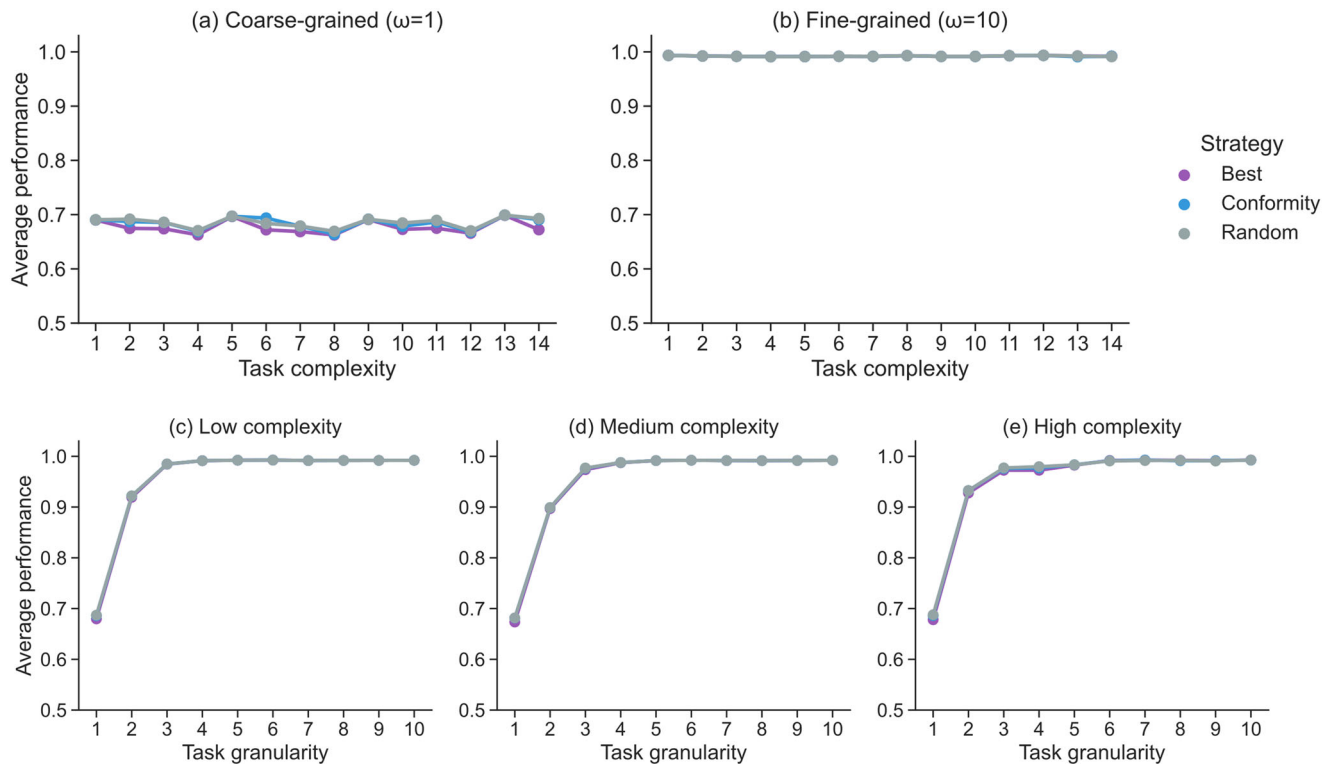 (a) Coarse-grained (ω=1)
Average performance
1.0
0.9
0.8
0.7
0.6
0.5
1 2 3 4 5 6 7 8 9 10 11 12 13 14
Task complexity
(b) Fine-grained (ω=10)
1.0
0.9
0.8
0.7
0.6
0.5
1 2 3 4 5 6 7 8 9 10 11 12 13 14
Task complexity
Strategy
Best
Conformity
Random
(c) Low complexity
Average performance
1.0
0.9
0.8
0.7
0.6
0.5
1 2 3 4 5 6 7 8 9 10
Task granularity
(d) Medium complexity
1.0
0.9
0.8
0.7
0.6
0.5
1 2 3 4 5 6 7 8 9 10
Task granularity
(e) High complexity
1.0
0.9
0.8
0.7
0.6
0.5
1 2 3 4 5 6 7 8 9 10
Task granularity